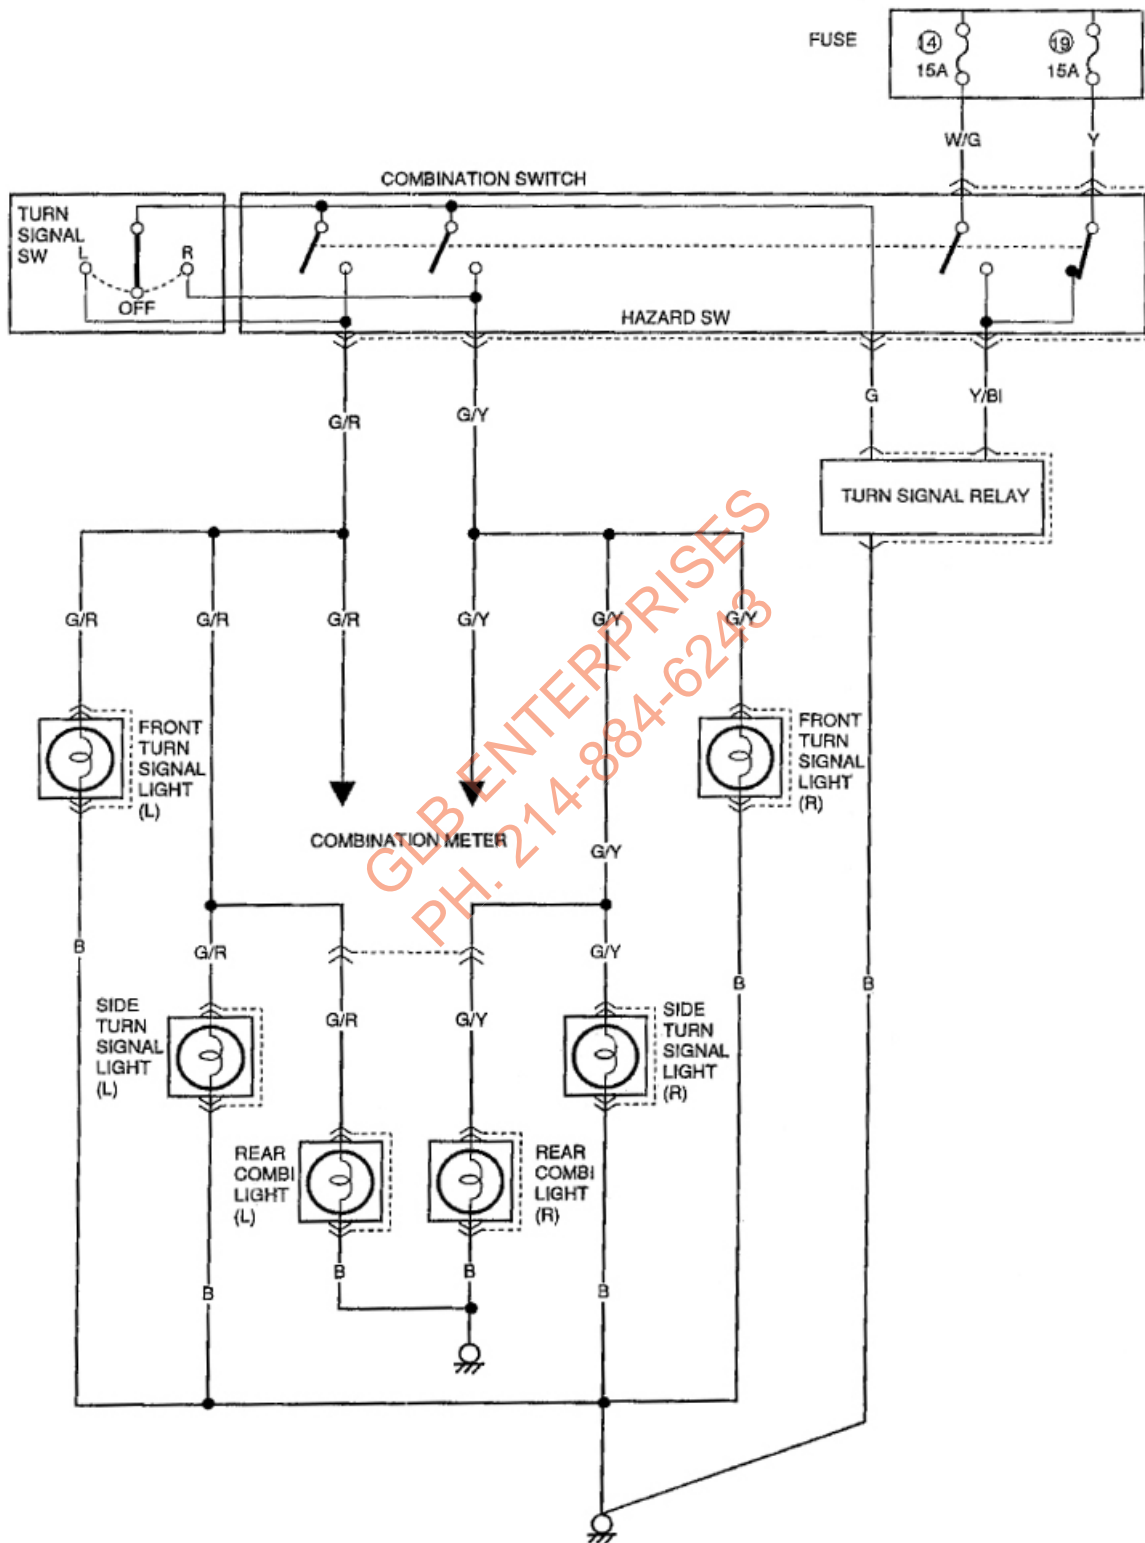 FUSE
14
15A
19
15A
W/G
Y
COMBINATION SWITCH
TURN
SIGNAL
SW
L
R
OFF
HAZARD SW
G/R
G/Y
G
Y/Bl
TURN SIGNAL RELAY
G/R
G/R
G/R
G/Y
G/Y
G/Y
FRONT
TURN
SIGNAL
LIGHT
(L)
FRONT
TURN
SIGNAL
LIGHT
(R)
COMBINATION METER
G/Y
GLB ENTERPRISES
PH. 214-884-6243
B
G/R
G/Y
B
B
SIDE
TURN
SIGNAL
LIGHT
(L)
G/R
G/Y
SIDE
TURN
SIGNAL
LIGHT
(R)
REAR
COMBI
LIGHT
(L)
REAR
COMBI
LIGHT
(R)
B
B
B
B